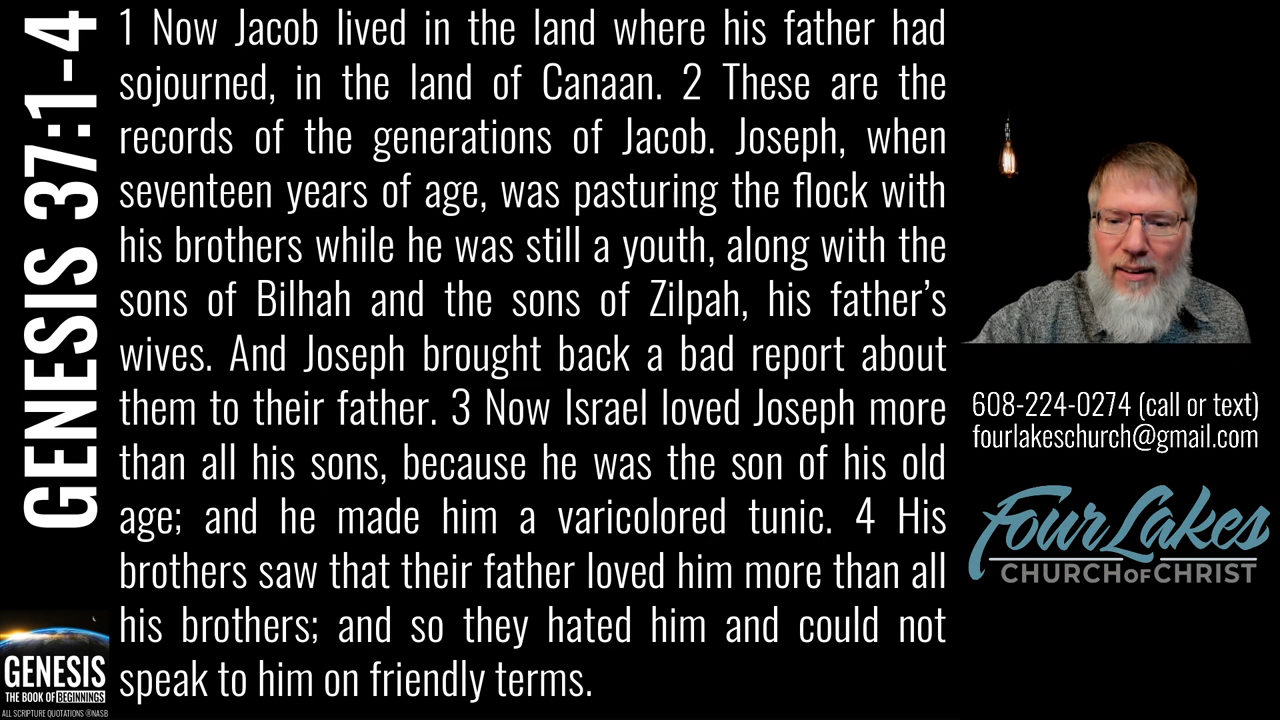 GENESIS 37:1-4
1 Now Jacob lived in the land where his father had
sojourned, in the land of Canaan. 2 These are the
records of the generations of Jacob. Joseph, when
seventeen years of age, was pasturing the flock with
his brothers while he was still a youth, along with the
sons of Bilhah and the sons of Zilpah, his father’s
wives. And Joseph brought back a bad report about
them to their father. 3 Now Israel loved Joseph more
than all his sons, because he was the son of his old
age; and he made him a varicolored tunic. 4 His
brothers saw that their father loved him more than all
his brothers; and so they hated him and could not
speak to him on friendly terms.
GENESIS
THE BOOK OF BEGINNINGS
ALL SCRIPTURE QUOTATIONS ®NASB
608-224-0274 (call or text)
fourlakeschurch@gmail.com
Four Lakes
CHURCH OF CHRIST